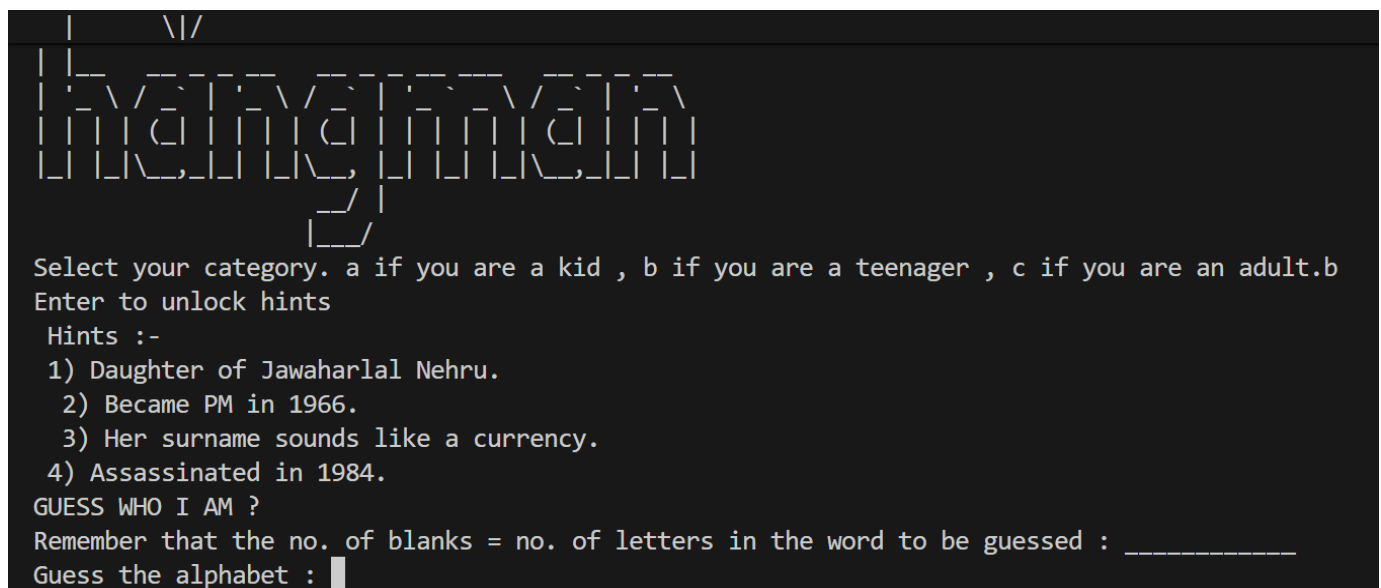 hangman
Select your category. a if you are a kid , b if you are a teenager , c if you are an adult.b
Enter to unlock hints
Hints :-
1) Daughter of Jawaharlal Nehru.
2) Became PM in 1966.
3) Her surname sounds like a currency.
4) Assassinated in 1984.
GUESS WHO I AM ?
Remember that the no. of blanks = no. of letters in the word to be guessed : ____________
Guess the alphabet :